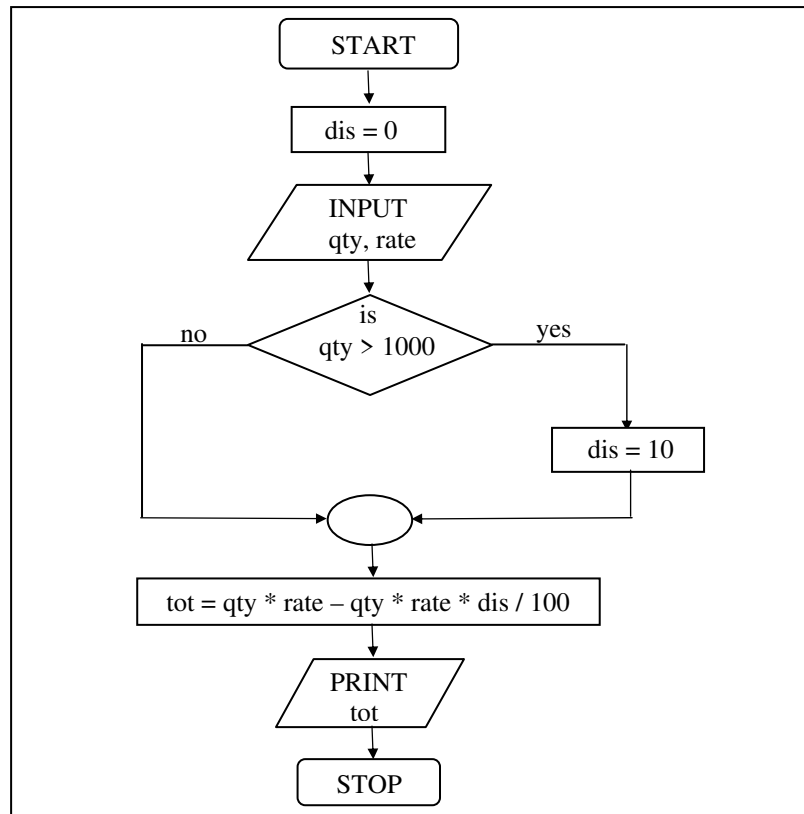 START
dis = 0
INPUT
qty, rate
is
qty > 1000
no
yes
dis = 10
tot = qty * rate – qty * rate * dis / 100
PRINT
tot
STOP